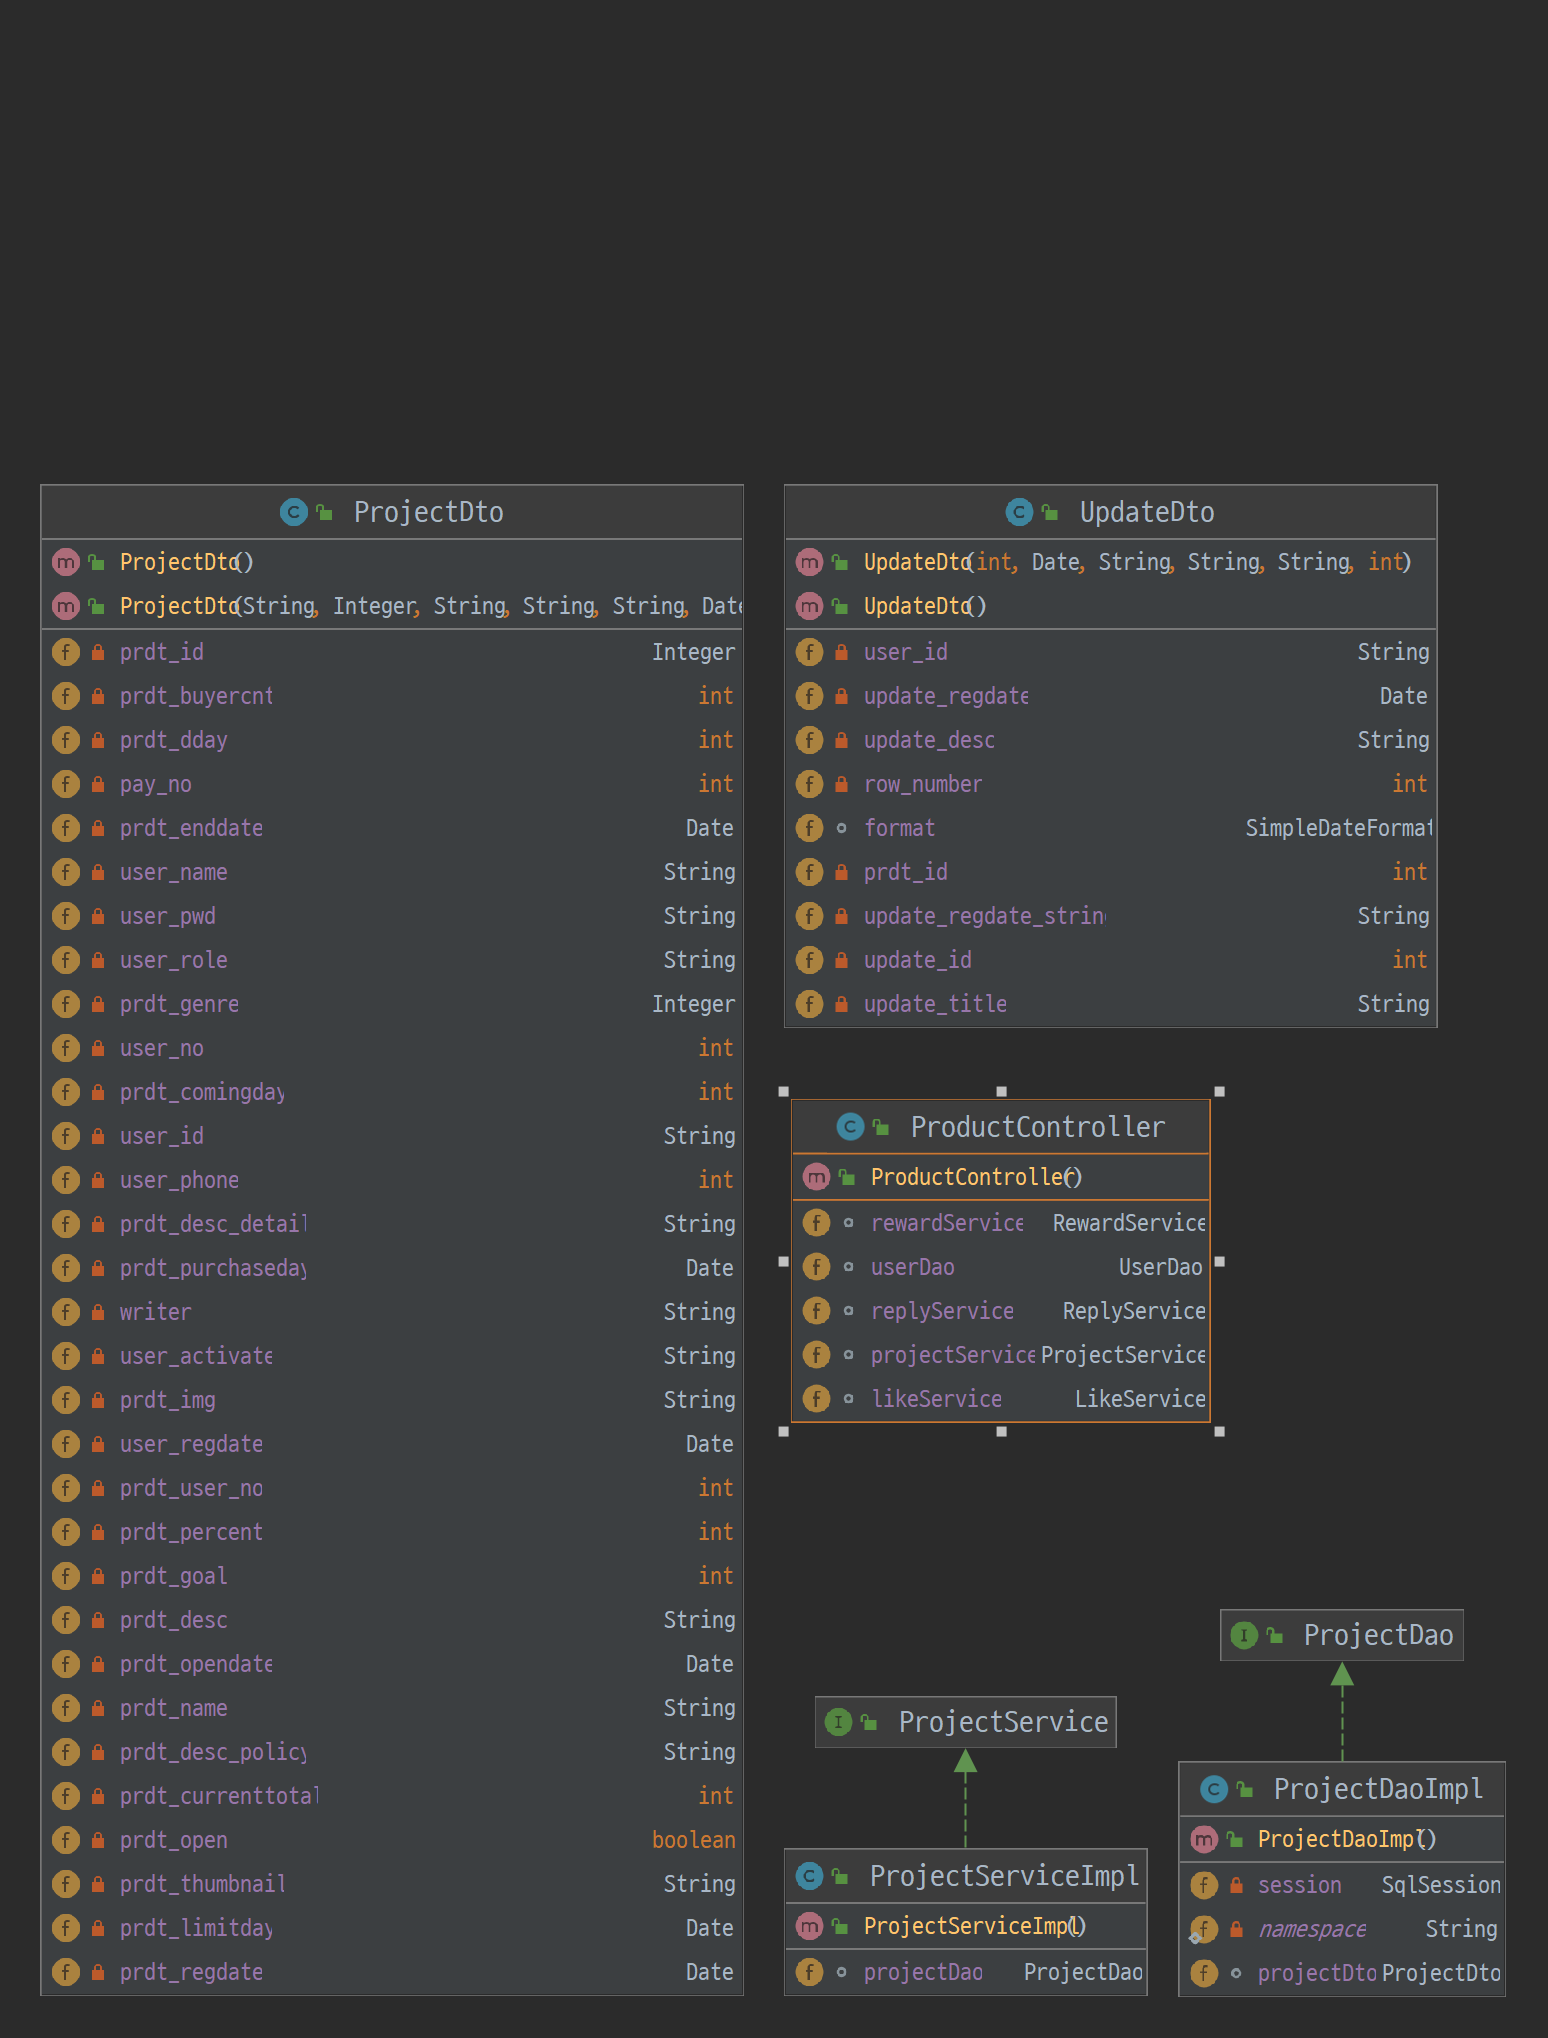 ProjectDto
ProjectDto()
ProjectDto(String, Integer, String, String, String, Date
prdt_id Integer
prdt_buyercnt int
prdt_dday int
pay_no int
prdt_enddate Date
user_name String
user_pwd String
user_role String
prdt_genre Integer
user_no int
prdt_comingday int
user_id String
user_phone int
prdt_desc_detail String
prdt_purchaseday Date
writer String
user_activate String
prdt_img String
user_regdate Date
prdt_user_no int
prdt_percent int
prdt_goal int
prdt_desc String
prdt_opendate Date
prdt_name String
prdt_desc_policy String
prdt_currenttotal int
prdt_open boolean
prdt_thumbnail String
prdt_limitday Date
prdt_regdate Date
UpdateDto
UpdateDto(int, Date, String, String, String, int)
UpdateDto()
user_id String
update_regdate Date
update_desc String
row_number int
format SimpleDateFormat
prdt_id int
update_regdate_string String
update_id int
update_title String
ProductController
ProductController()
rewardService RewardService
userDao UserDao
replyService ReplyService
projectService ProjectService
likeService LikeService
ProjectService
ProjectServiceImpl
ProjectServiceImpl()
projectDao ProjectDao
ProjectDao
ProjectDaoImpl
ProjectDaoImpl()
session SqlSession
namespace String
projectDto ProjectDto